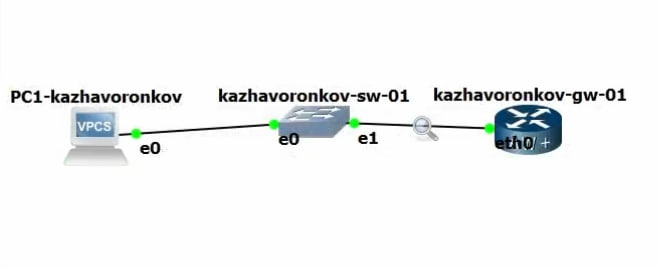 PC1-kazhavoronkov
kazhavoronkov-sw-01
kazhavoronkov-gw-01
VPCS
e0
e0
e1
eth0